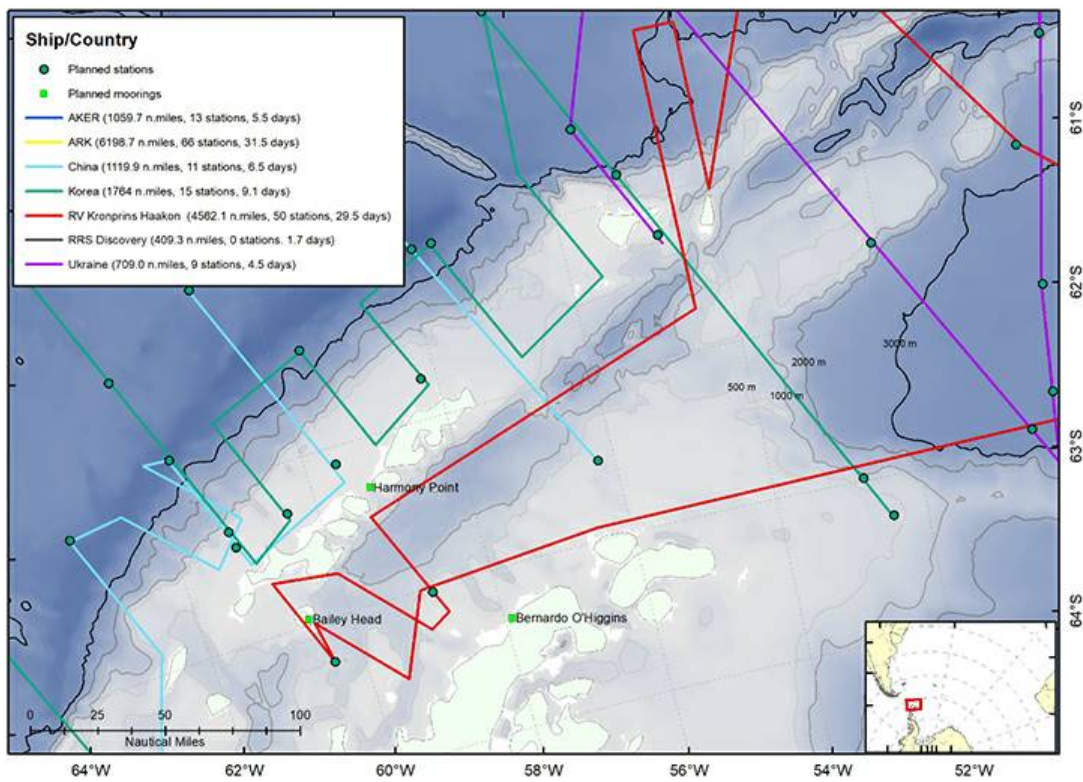 Ship/Country
Planned stations
Planned moorings
AKER (1059.7 n.miles, 13 stations, 5.5 days)
ARK (6198.7 n.miles, 66 stations, 31.5 days)
China (1119.9 n.miles, 11 stations, 6.5 days)
Korea (1764 n.miles, 15 stations, 9.1 days)
RV Kronprins Haakon (4562.1 n.miles, 50 stations, 29.5 days)
RRS Discovery (409.3 n.miles, 0 stations. 1.7 days)
Ukraine (709.0 n.miles, 9 stations, 4.5 days)
61°S
62°S
3000 m
2000 m
500 m
1000 m
63°S
Harmony Point
64°S
Bailey Head
Bernardo O'Higgins
0 25 50 100
Nautical Miles
64°W 62°W 60°W 58°W 56°W 54°W 52°W